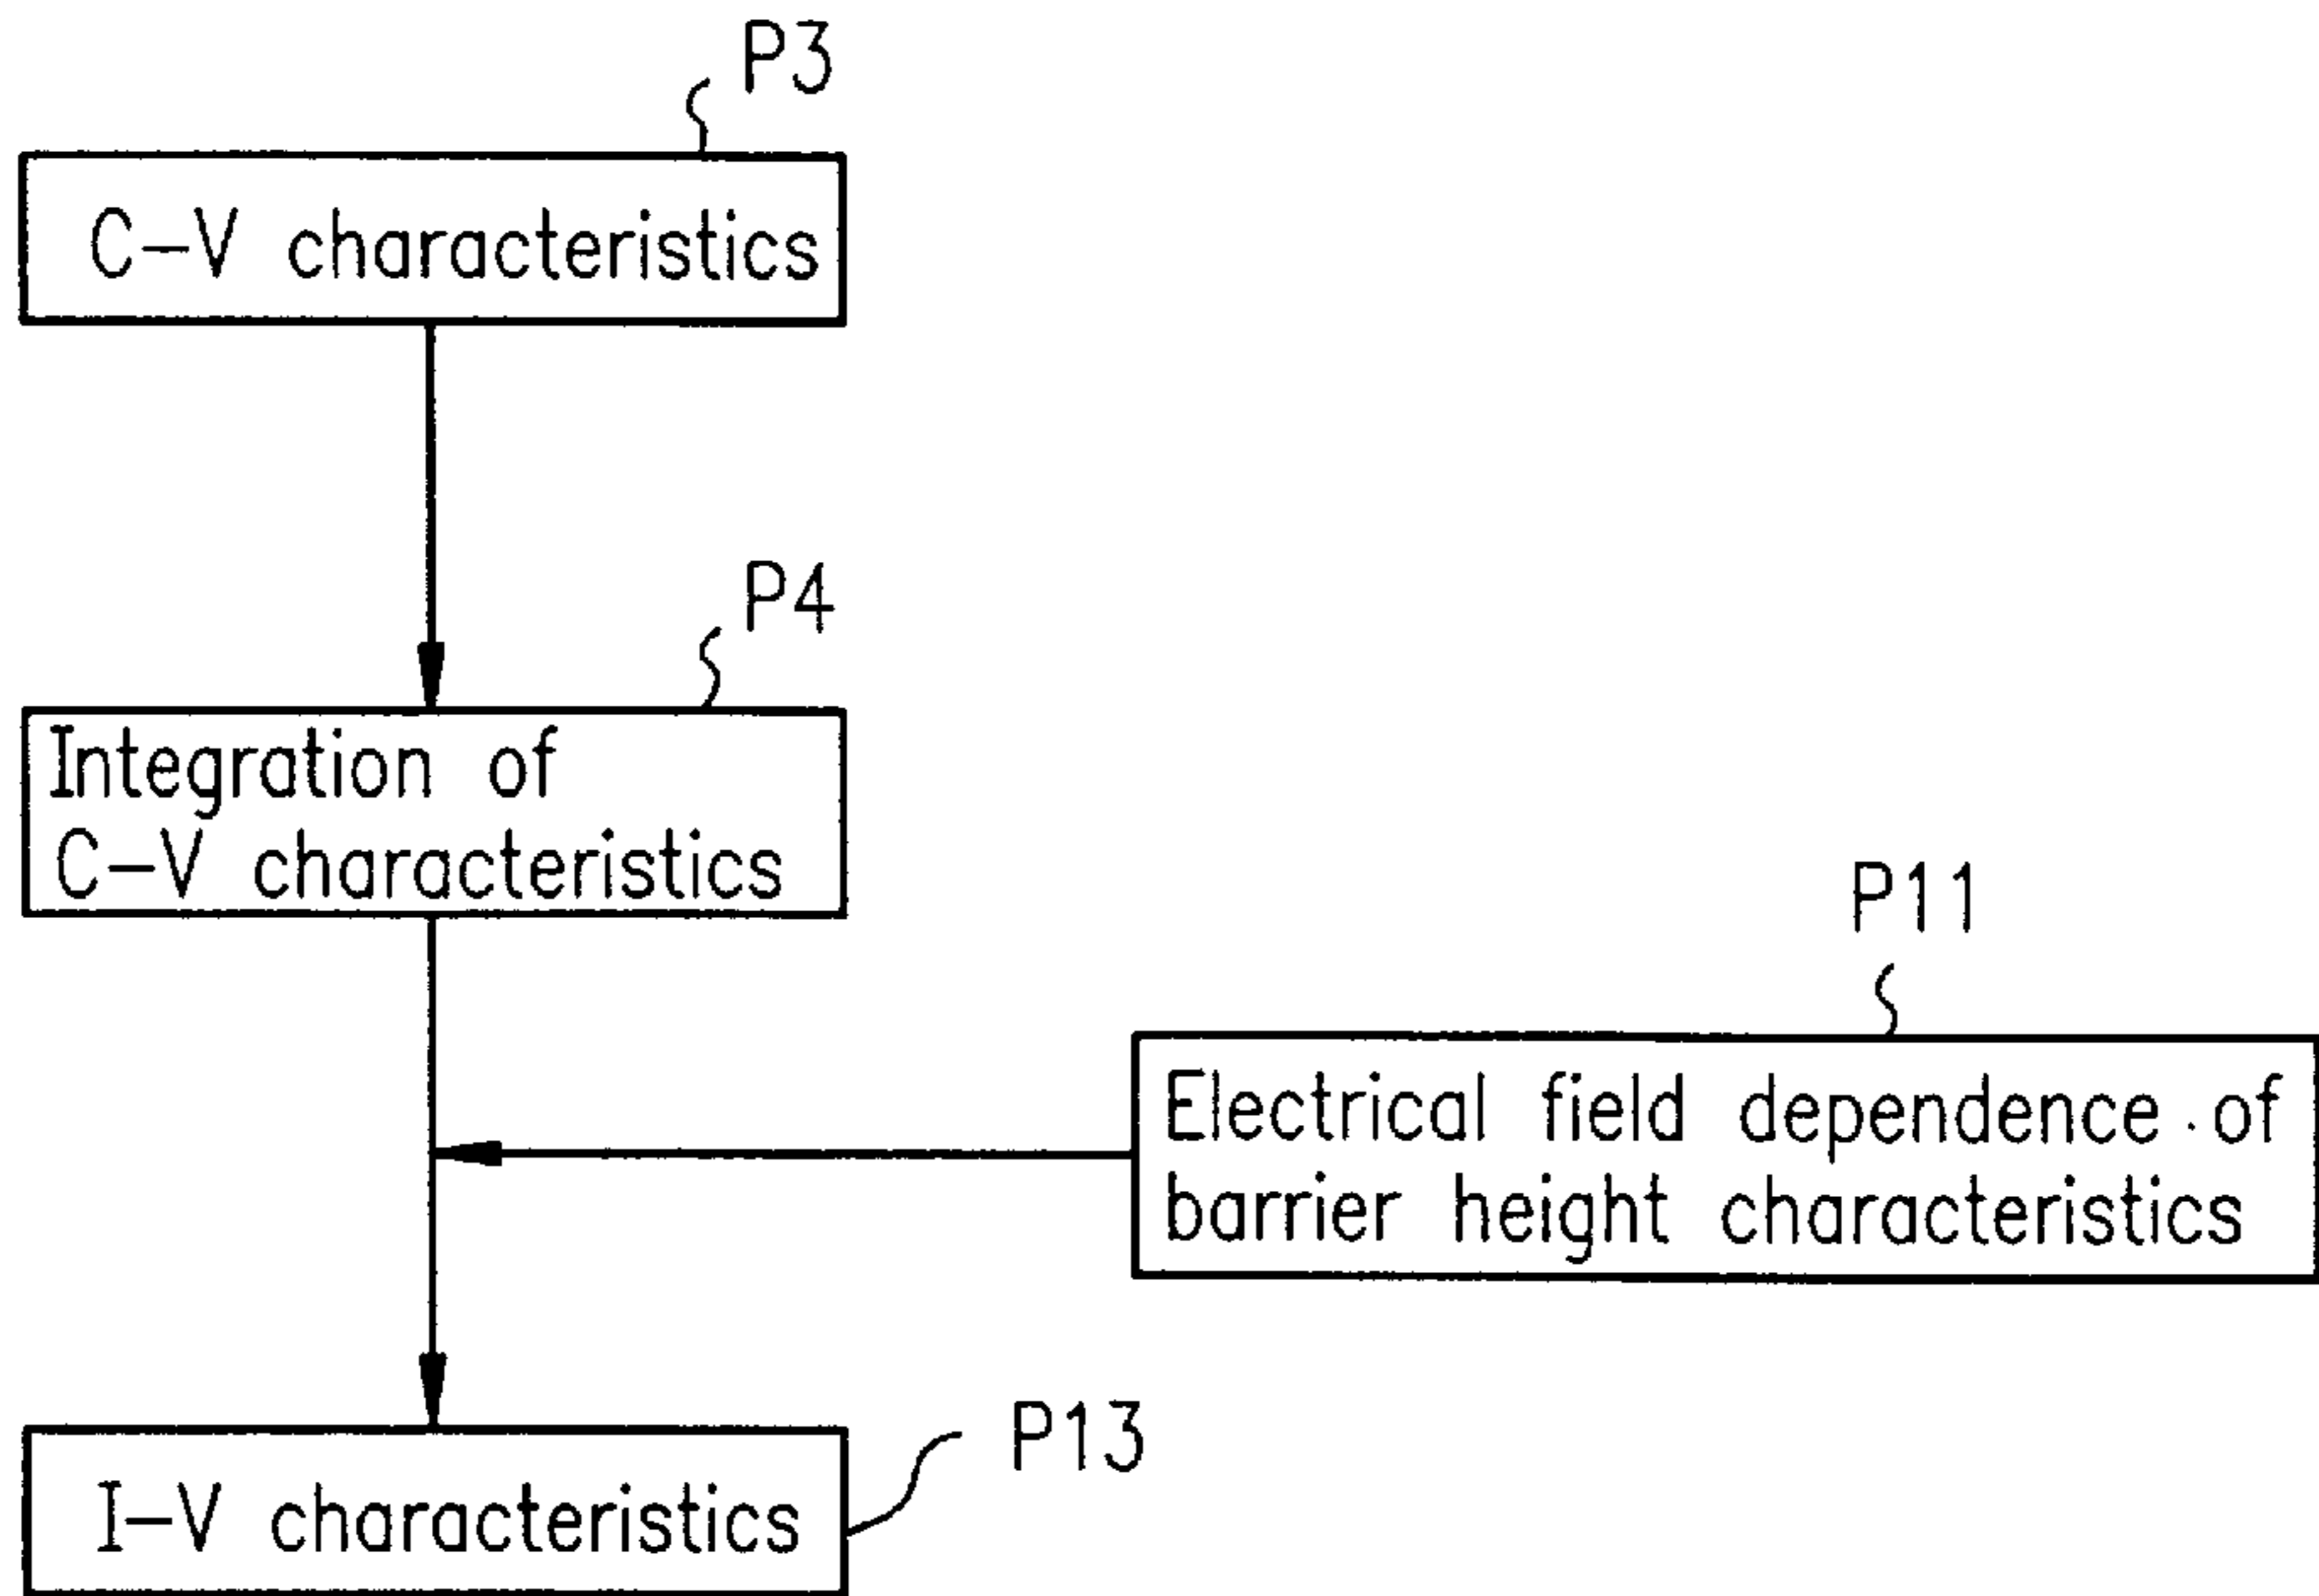 P3
C-V characteristics
P4
Integration of
C-V characteristics
P11
Electrical field dependence of
barrier height characteristics
P13
I-V characteristics